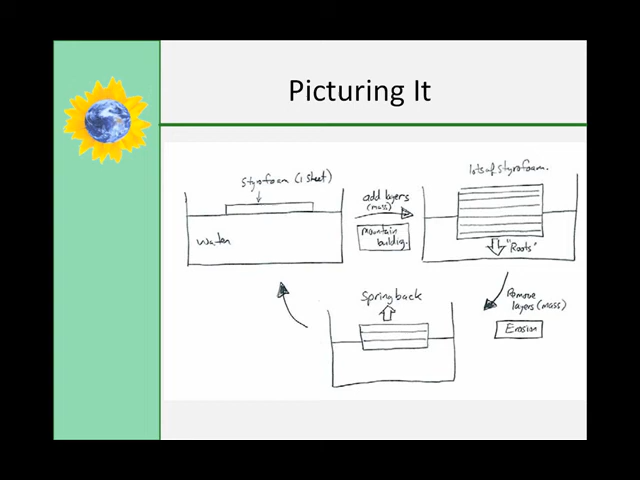 Picturing It
Styrofoam (1 sheet)
add layers
(mass)
Mountain
building.
lots of styrofoam.
water
"Roots"
Remove
layers (mass)
Erosion
Spring back